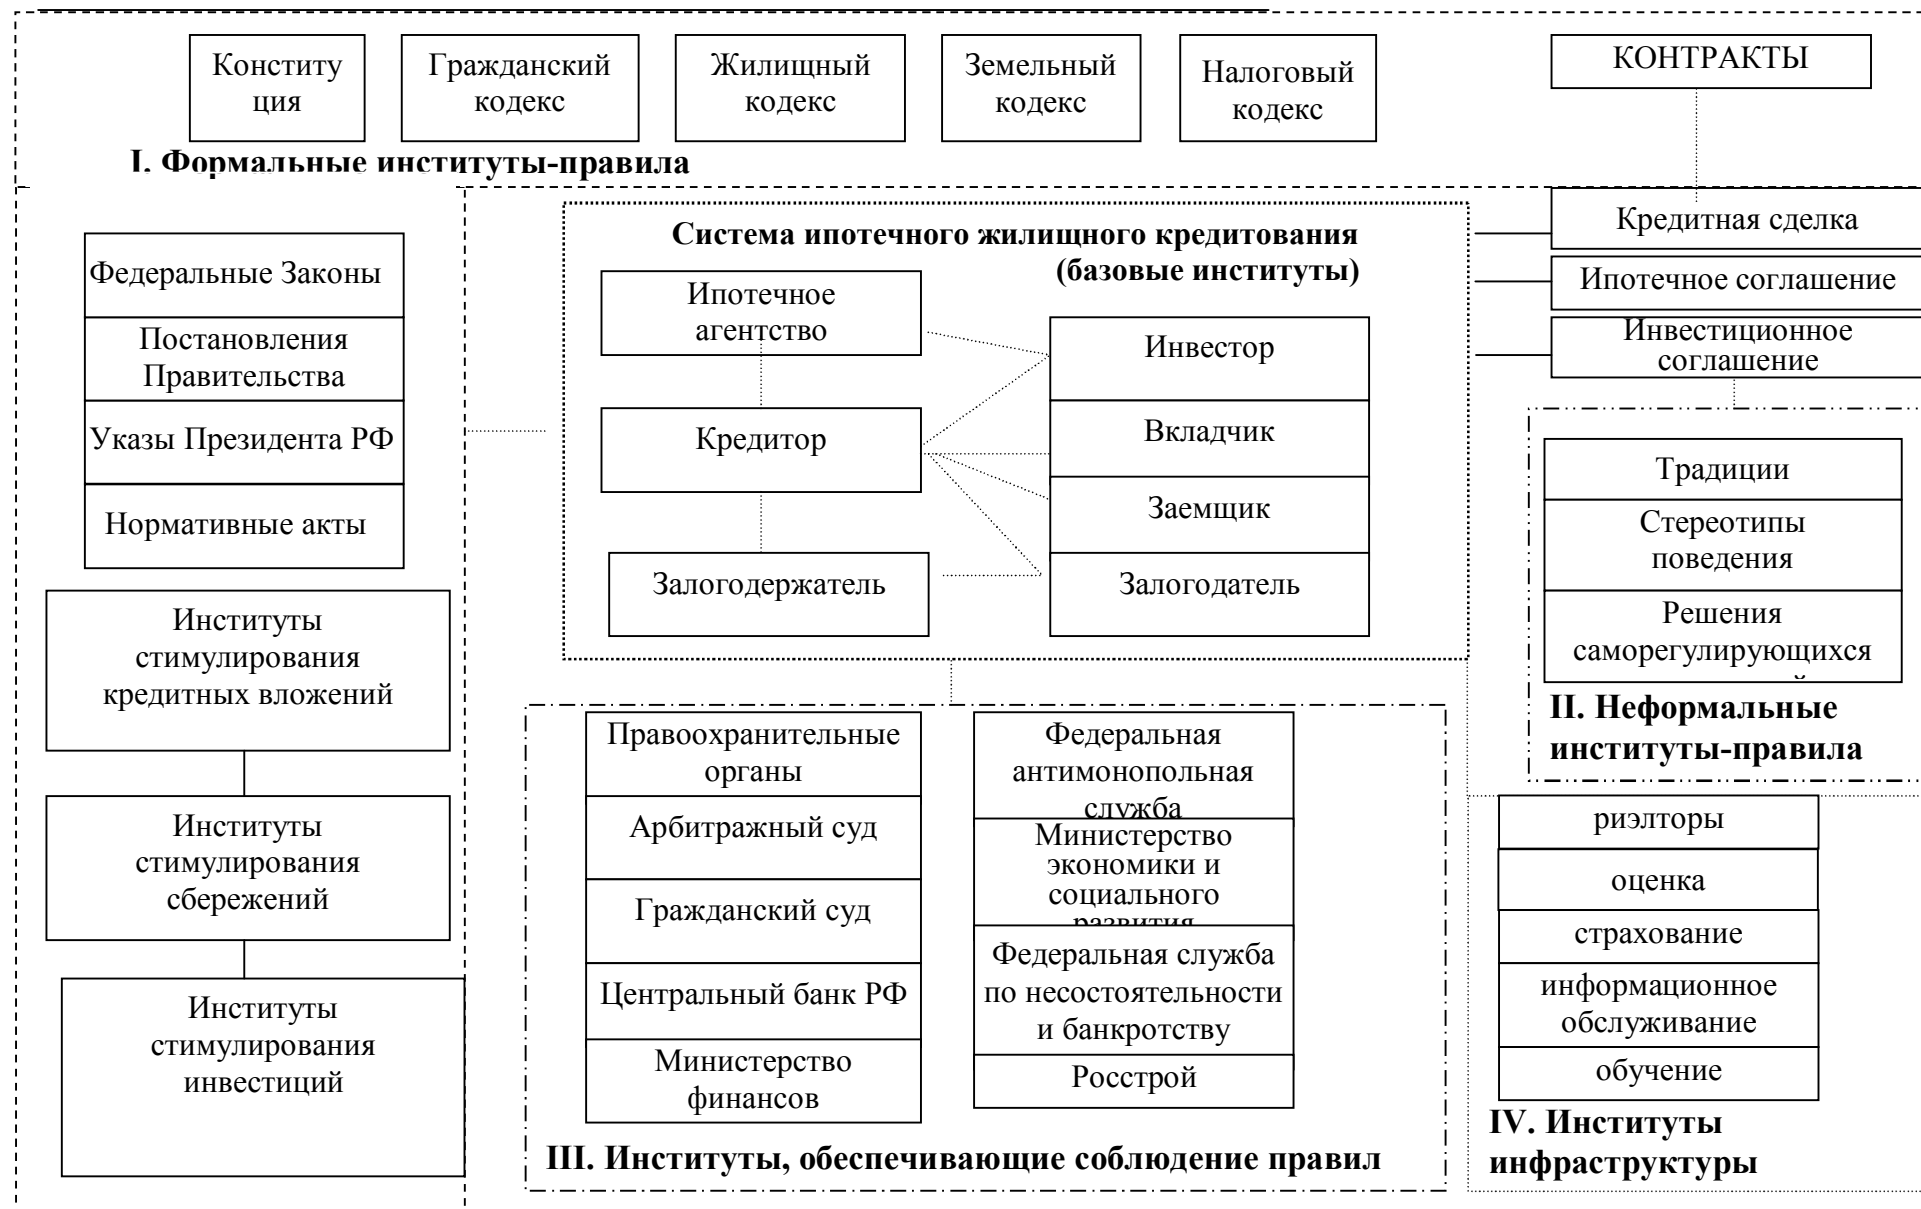 Конститу
ция
Гражданский
кодекс
Жилищный
кодекс
Земельный
кодекс
Налоговый
кодекс
КОНТРАКТЫ
I. Формальные институты-правила
Федеральные Законы
Постановления
Правительства
Указы Президента РФ
Нормативные акты
Институты
стимулирования
кредитных вложений
Институты
стимулирования
сбережений
Институты
стимулирования
инвестиций
Система ипотечного жилищного кредитования
(базовые институты)
Ипотечное
агентство
Кредитор
Залогодержатель
Инвестор
Вкладчик
Заемщик
Залогодатель
Кредитная сделка
Ипотечное соглашение
Инвестиционное
соглашение
Традиции
Стереотипы
поведения
Решения
саморегулирующихся
II. Неформальные
институты-правила
Правоохранительные
органы
Арбитражный суд
Гражданский суд
Центральный банк РФ
Министерство
финансов
Федеральная
антимонопольная
служба
Министерство
экономики и
социального
развития
Федеральная служба
по несостоятельности
и банкротству
Росстрой
III. Институты, обеспечивающие соблюдение правил
риэлторы
оценка
страхование
информационное
обслуживание
обучение
IV. Институты
инфраструктуры